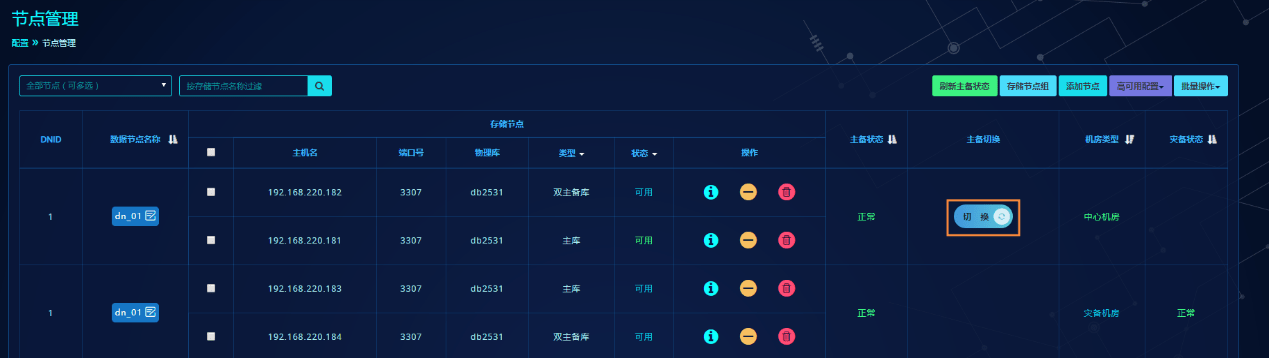 节点管理
配置 » 节点管理
全部节点（可多选） 按存储节点名称过滤 刷新主备状态 存储节点组 添加节点 高可用配置 批量操作
存储节点
DNID 数据节点名称 主备状态 主备切换 机房类型 灾备状态
主机名 端口号 物理库 类型 状态 操作
192.168.220.182 3307 db2531 双主备库 可用
1 dn_01 正常 切 换 中心机房
192.168.220.181 3307 db2531 主库 可用
192.168.220.183 3307 db2531 主库 可用
1 dn_01 正常 灾备机房 正常
192.168.220.184 3307 db2531 双主备库 可用